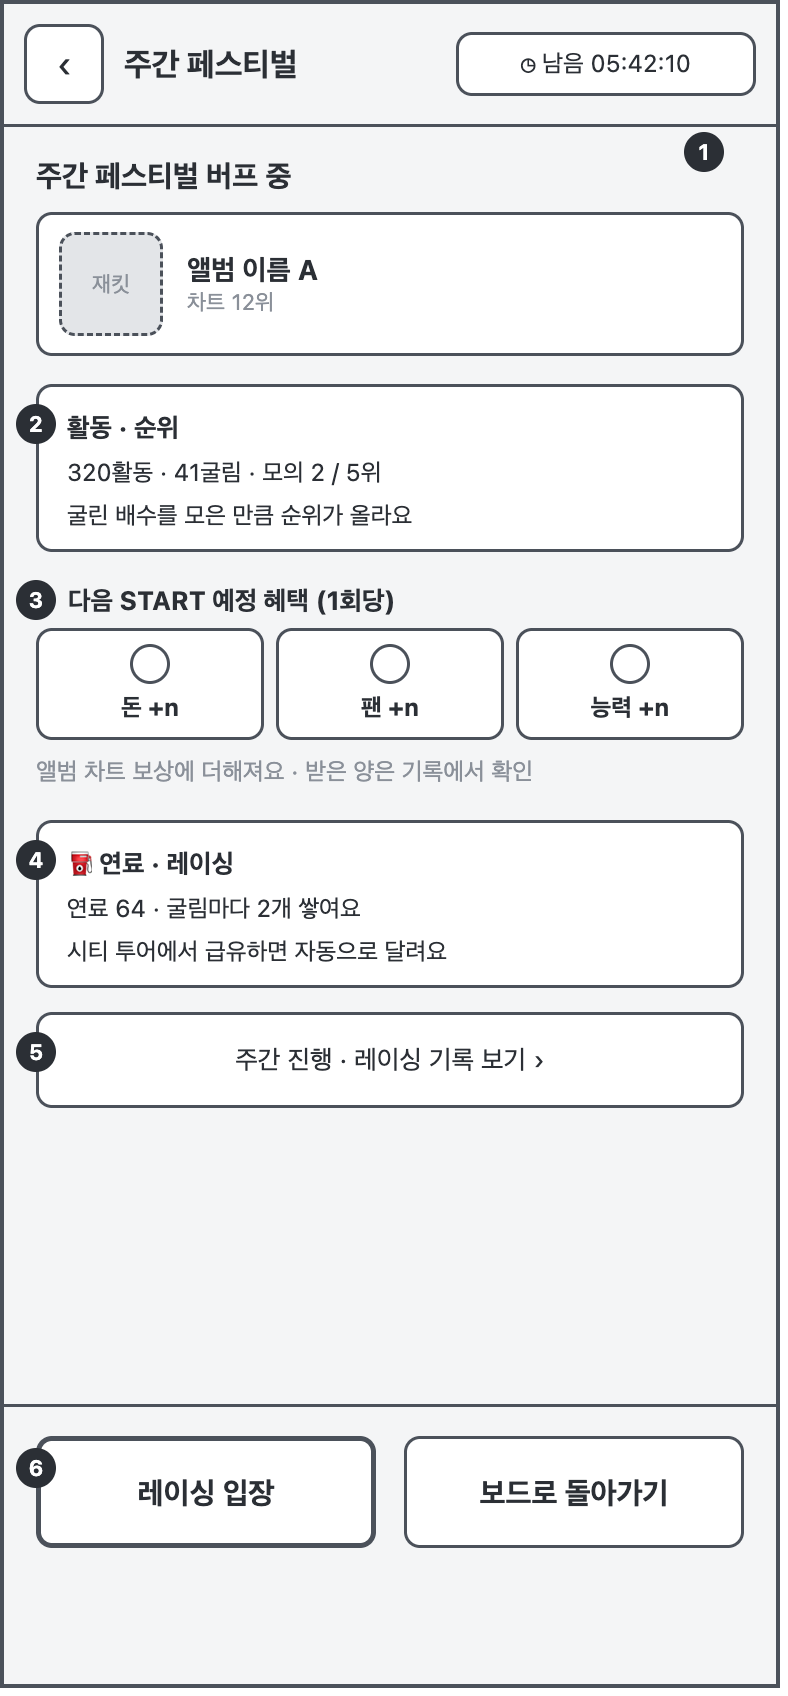 ‹
주간 페스티벌
◷ 남음 05:42:10
1
주간 페스티벌 버프 중
재킷
앨범 이름 A
차트 12위
2
활동 · 순위
320활동 · 41굴림 · 모의 2 / 5위
굴린 배수를 모은 만큼 순위가 올라요
3
다음 START 예정 혜택 (1회당)
돈 +n
팬 +n
능력 +n
앨범 차트 보상에 더해져요 · 받은 양은 기록에서 확인
4
⛽ 연료 · 레이싱
연료 64 · 굴림마다 2개 쌓여요
시티 투어에서 급유하면 자동으로 달려요
5
주간 진행 · 레이싱 기록 보기 ›
6
레이싱 입장
보드로 돌아가기